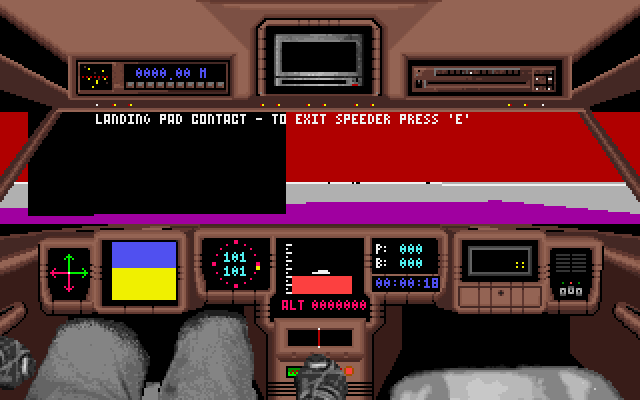 0000.00 M
LANDING PAD CONTACT - TO EXIT SPEEDER PRESS 'E'
101
101
P: 000
B: 000
00:00:18
ALT 0000000